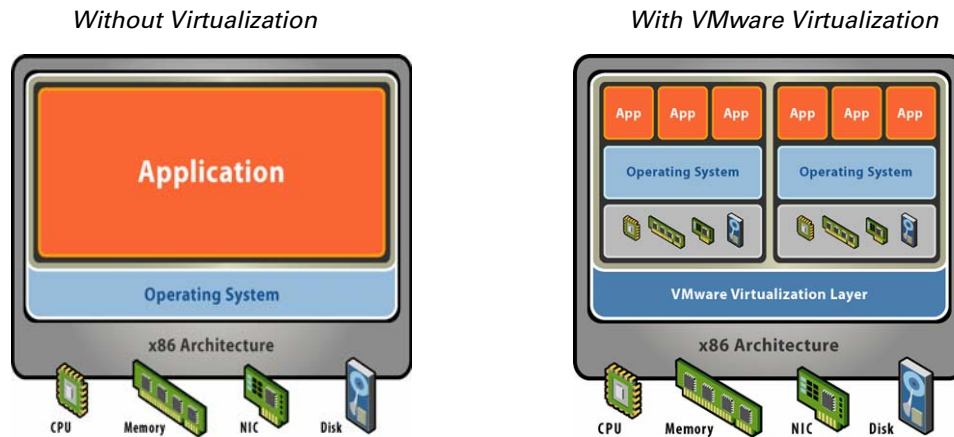 Without Virtualization
Application
Operating System
x86 Architecture
CPU
Memory
NIC
Disk
With VMware Virtualization
App
App
App
App
App
App
Operating System
Operating System
VMware Virtualization Layer
x86 Architecture
CPU
Memory
NIC
Disk